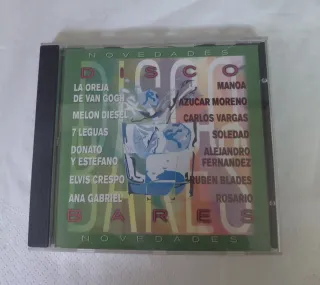 NOVEDADES
DISCO
LA OREJA
DE VAN GOGH
MELON DIESEL
7 LEGUAS
DONATO
Y ESTEFANO
ELVIS CRESPO
ANA GABRIEL
MANOA
AZUCAR MORENO
CARLOS VARGAS
SOLEDAD
ALEJANDRO
FERNANDEZ
RUBEN BLADES
ROSARIO
BARES
NOVEDADES